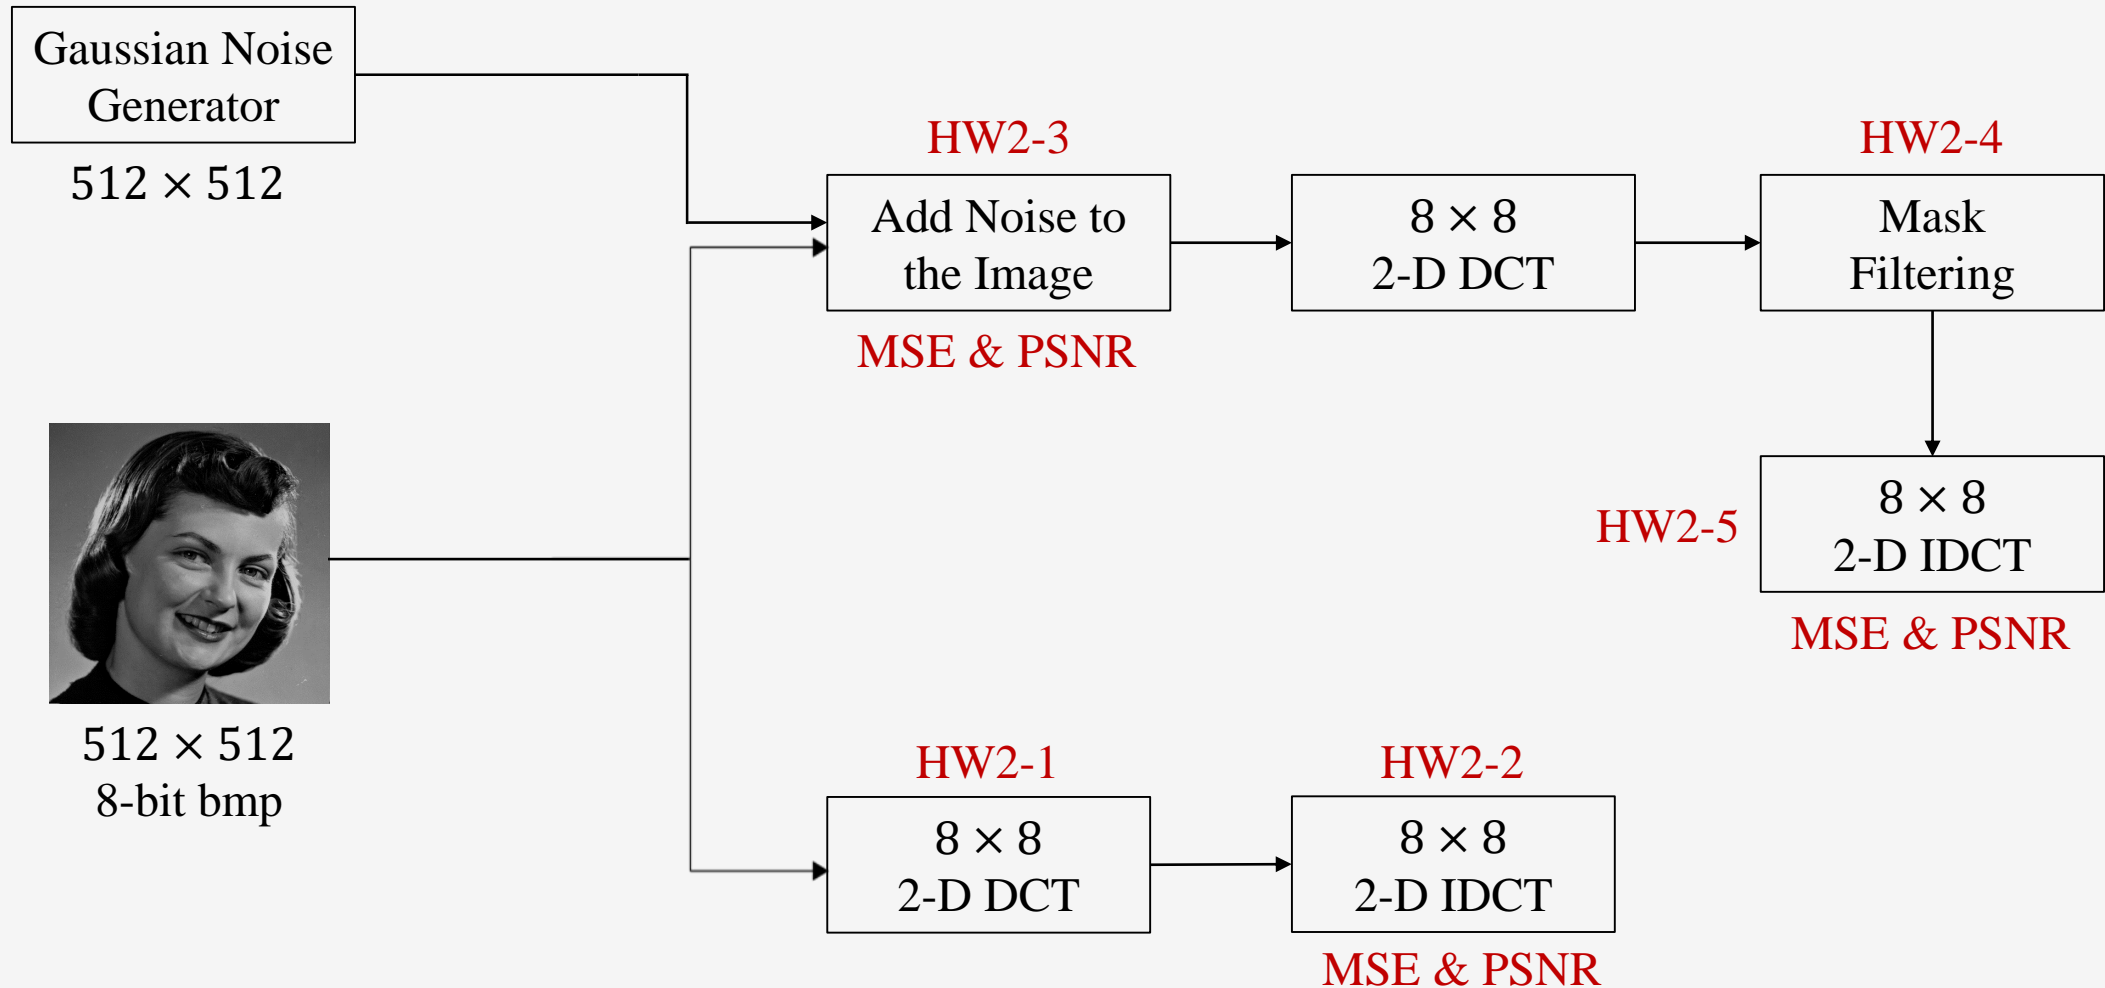 Gaussian Noise
Generator
512 × 512
HW2-3
Add Noise to
the Image
MSE & PSNR
8 × 8
2-D DCT
HW2-4
Mask
Filtering
HW2-5
8 × 8
2-D IDCT
MSE & PSNR
512 × 512
8-bit bmp
HW2-1
8 × 8
2-D DCT
HW2-2
8 × 8
2-D IDCT
MSE & PSNR